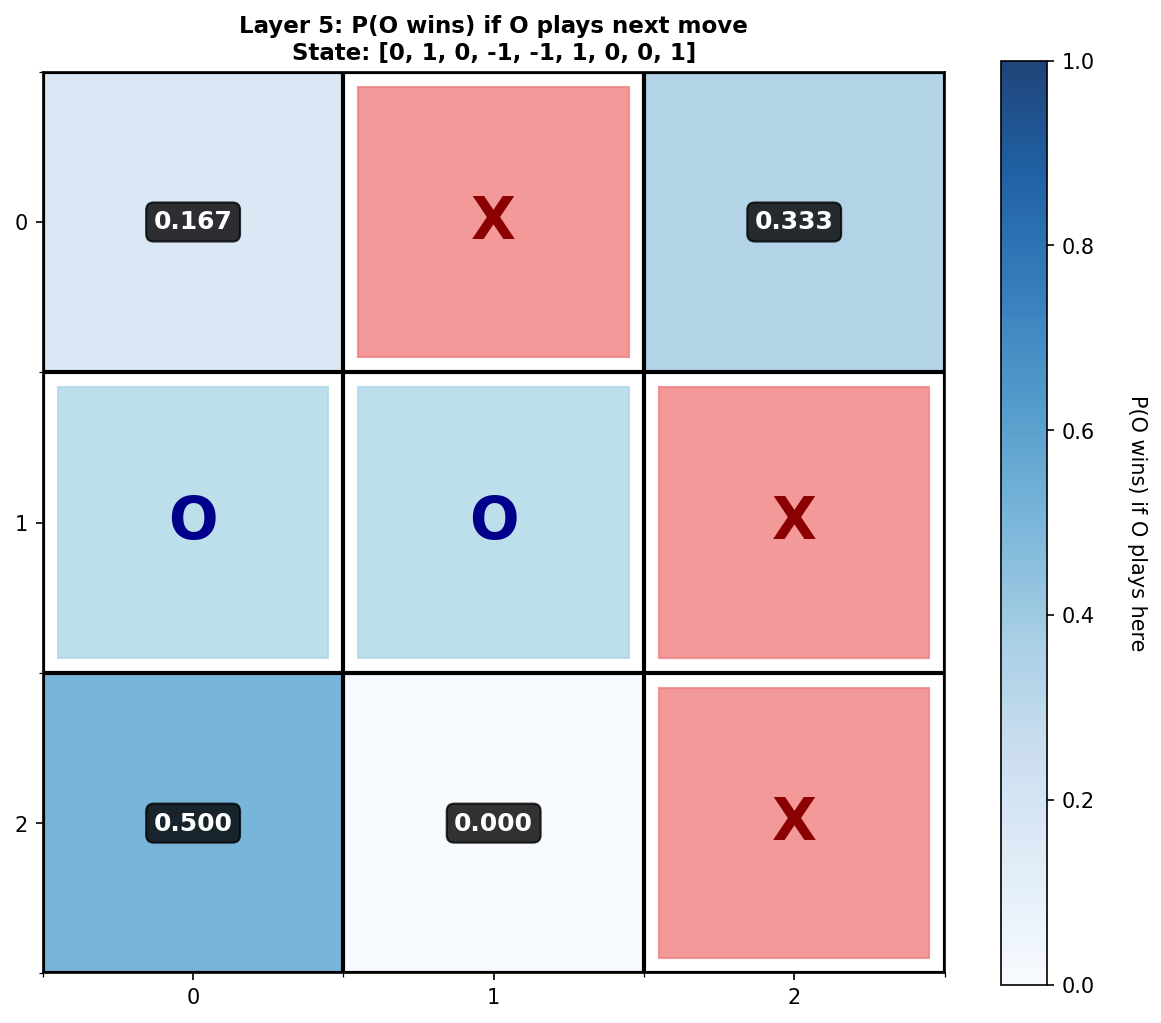 Layer 5: P(O wins) if O plays next move
State: [0, 1, 0, -1, -1, 1, 0, 0, 1]
0
0.167
X
0.333
1
O
O
X
2
0.500
0.000
X
0
1
2
1.0
0.8
0.6
0.4
0.2
0.0
P(O wins) if O plays here